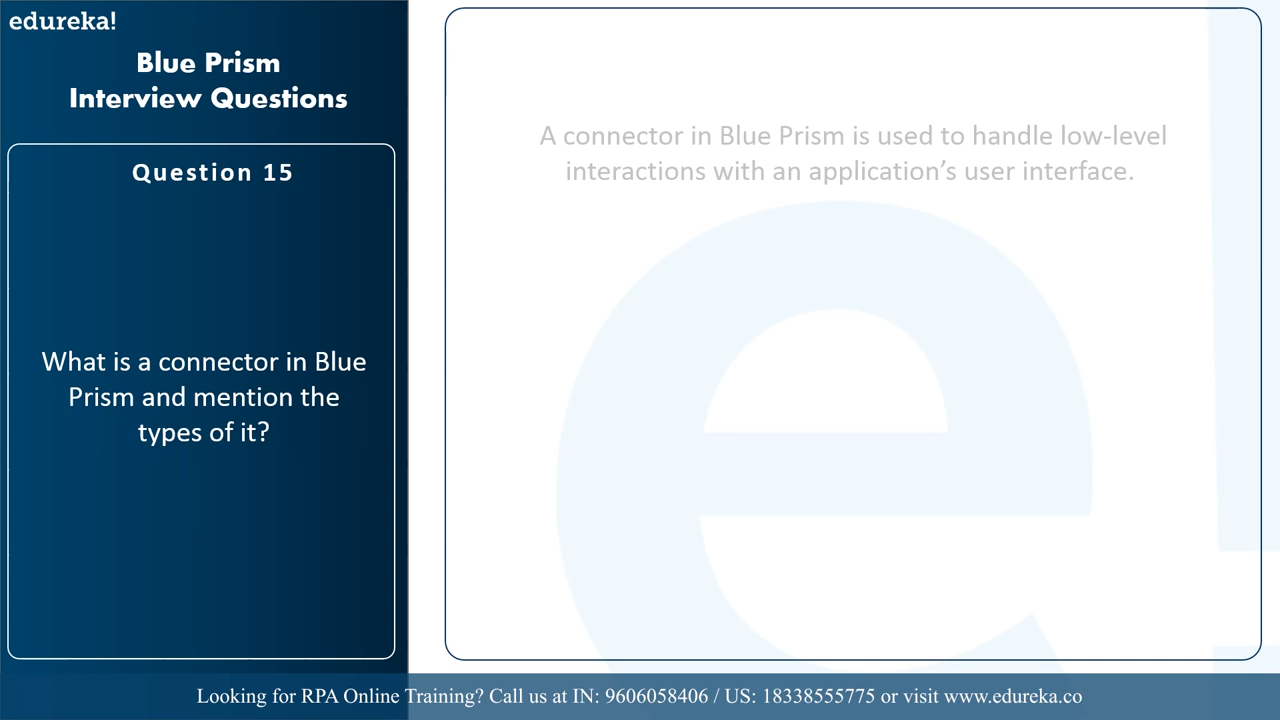 edureka!
Blue Prism
Interview Questions
Question 15
What is a connector in Blue
Prism and mention the
types of it?
A connector in Blue Prism is used to handle low-level
interactions with an application’s user interface.
Looking for RPA Online Training? Call us at IN: 9606058406 / US: 18338555775 or visit www.edureka.co